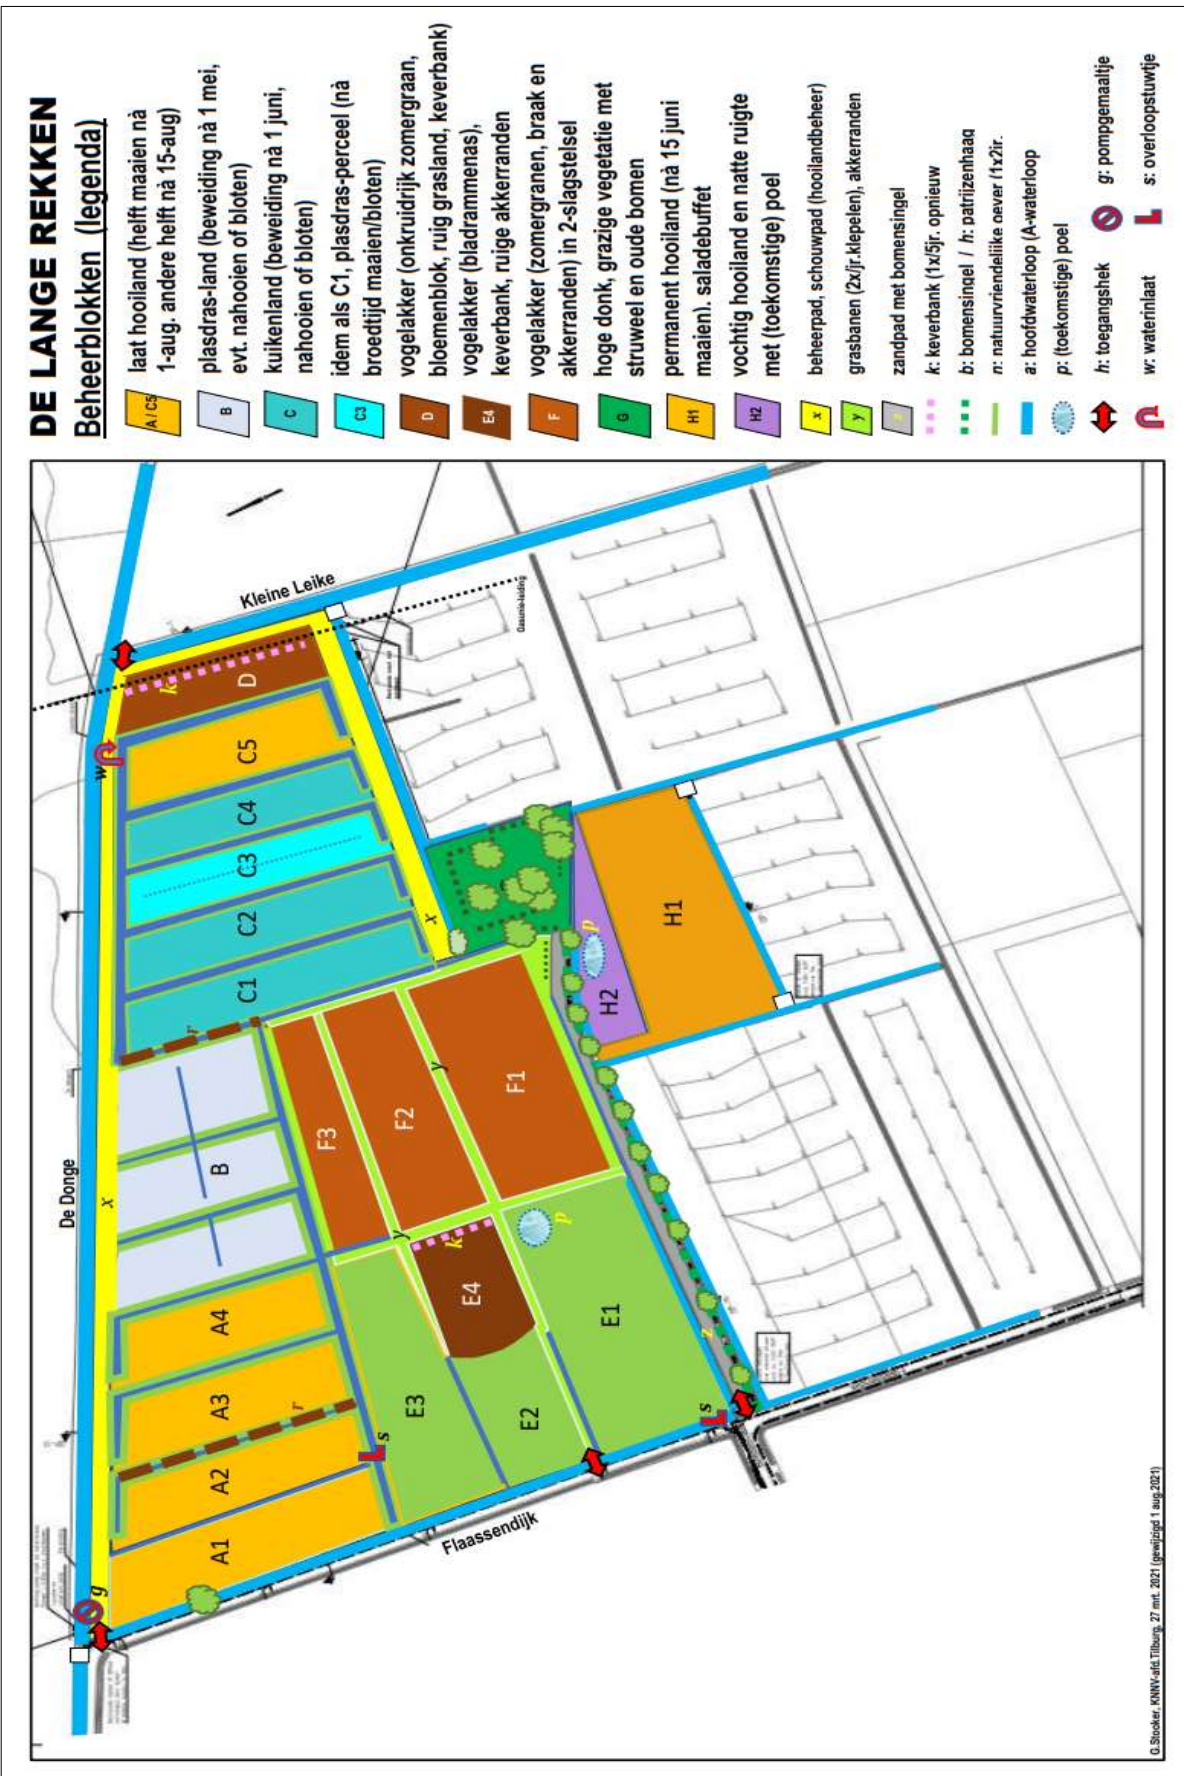 DE LANGE REKKEN
Beheerblokken (legenda)
A / C5
laat hooiland (helft maaien nà
1-aug, andere helft nà 15-aug)
B
plasdras-land (beweiding nà 1 mei,
evt. nahooien of bloten)
C
kuikenland (beweiding nà 1 juni,
nahooien of bloten)
C3
idem als C1, plasdras-perceel (nà
broedtijd maaien/bloten)
D
vogelakker (onkruidrijk zomergraan,
bloemenblok, ruig grasland, keverbank)
E4
vogelakker (bladrammenas),
keverbank, ruige akkerranden
F
vogelakker (zomergranen, braak en
akkerranden) in 2-slagstelsel
G
hoge donk, grazige vegetatie met
struweel en oude bomen
H1
permanent hooiland (nà 15 juni
maaien). saladebuffet
H2
vochtig hooiland en natte ruigte
met (toekomstige) poel
x
beheerpad, schouwpad (hooilandbeheer)
y
grasbanen (2x/jr.klepelen), akkerranden
z
zandpad met bomensingel
k: keverbank (1x/5jr. opnieuw
b: bomensingel / h: patrijzenhaag
n: natuurvriendelijke oever (1x2jr.
a: hoofdwaterloop (A-waterloop
p: (toekomstige) poel
h: toegangshek
g: pompgemaaltje
w: waterinlaat
s: overloopstuwtje
De Donge
Kleine Leike
Flaassendijk
Gasunie-leiding
g
x
w
A1
A2
A3
A4
B
C1
C2
C3
C4
C5
D
k
r
r
s
x
E3
E2
E4
E1
k
y
y
F3
F2
F1
p
p
H2
H1
z
s
G.Stooker, KNNV-afd.Tilburg, 27 mrt. 2021 (gewijzigd 1 aug.2021)